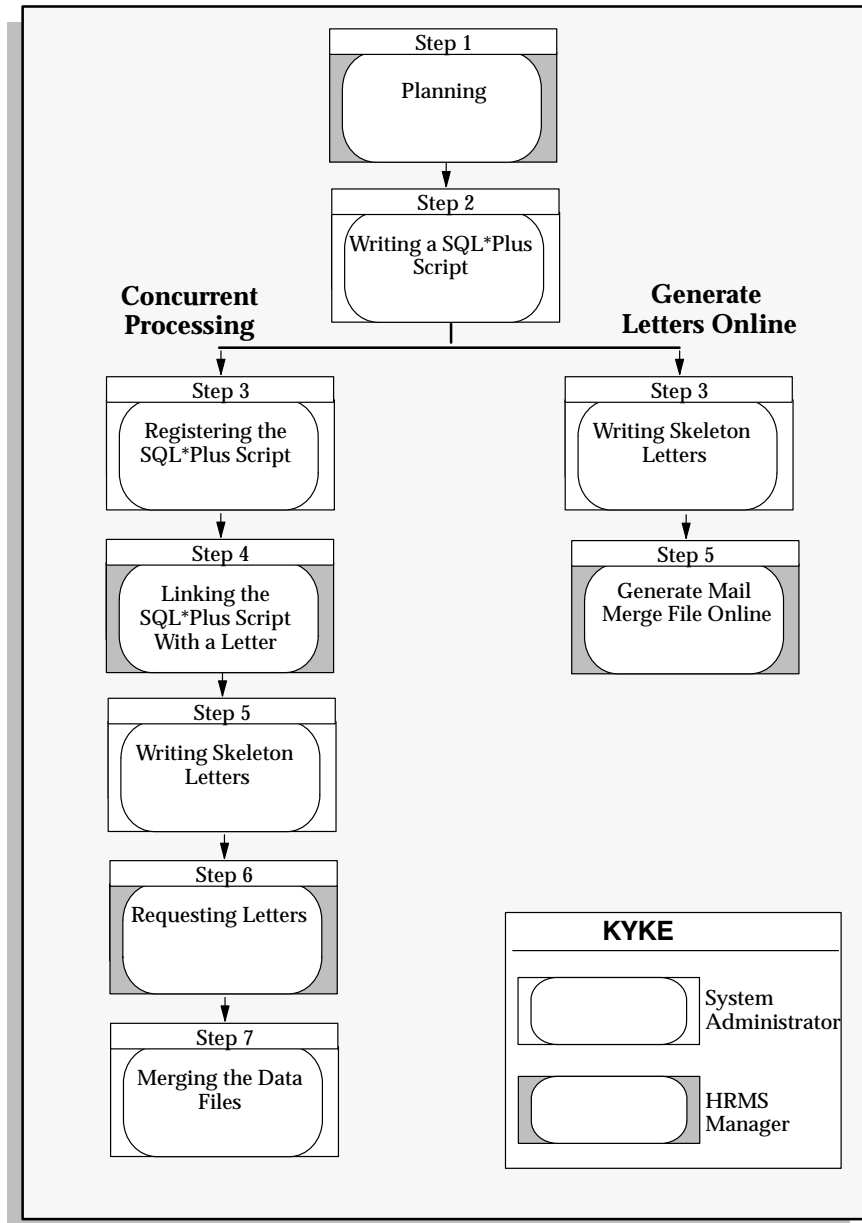 Step 1
Planning
Step 2
Writing a SQL*Plus
Script
Concurrent
Processing
Step 3
Registering the
SQL*Plus Script
Step 4
Linking the
SQL*Plus Script
With a Letter
Step 5
Writing Skeleton
Letters
Step 6
Requesting Letters
Step 7
Merging the Data
Files
Generate
Letters Online
Step 3
Writing Skeleton
Letters
Step 5
Generate Mail
Merge File Online
KYKE
System
Administrator
HRMS
Manager